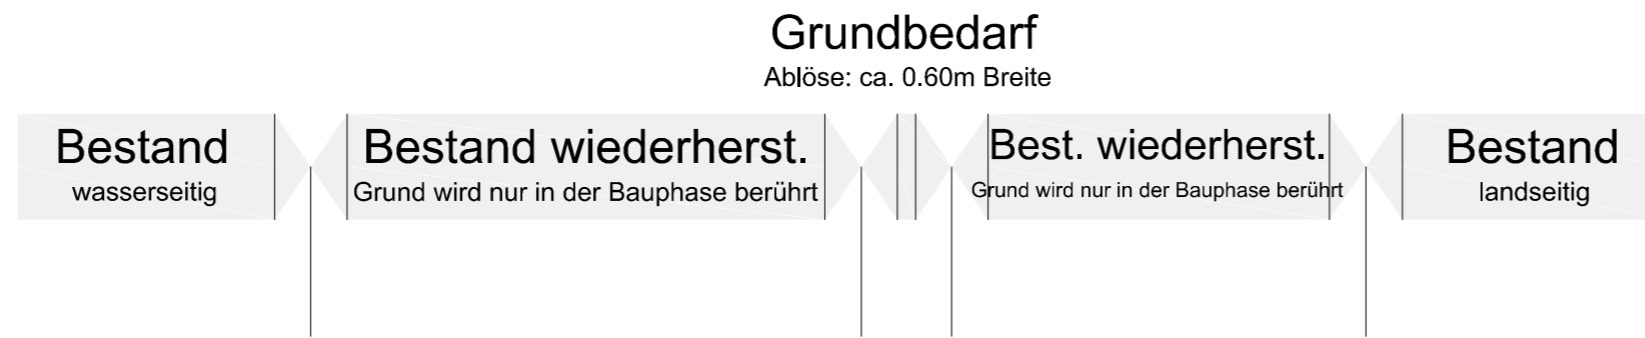 Grundbedarf
Ablöse: ca. 0.60m Breite
Bestand
wasserseitig
Bestand wiederherst.
Grund wird nur in der Bauphase berührt
Best. wiederherst.
Grund wird nur in der Bauphase berührt
Bestand
landseitig